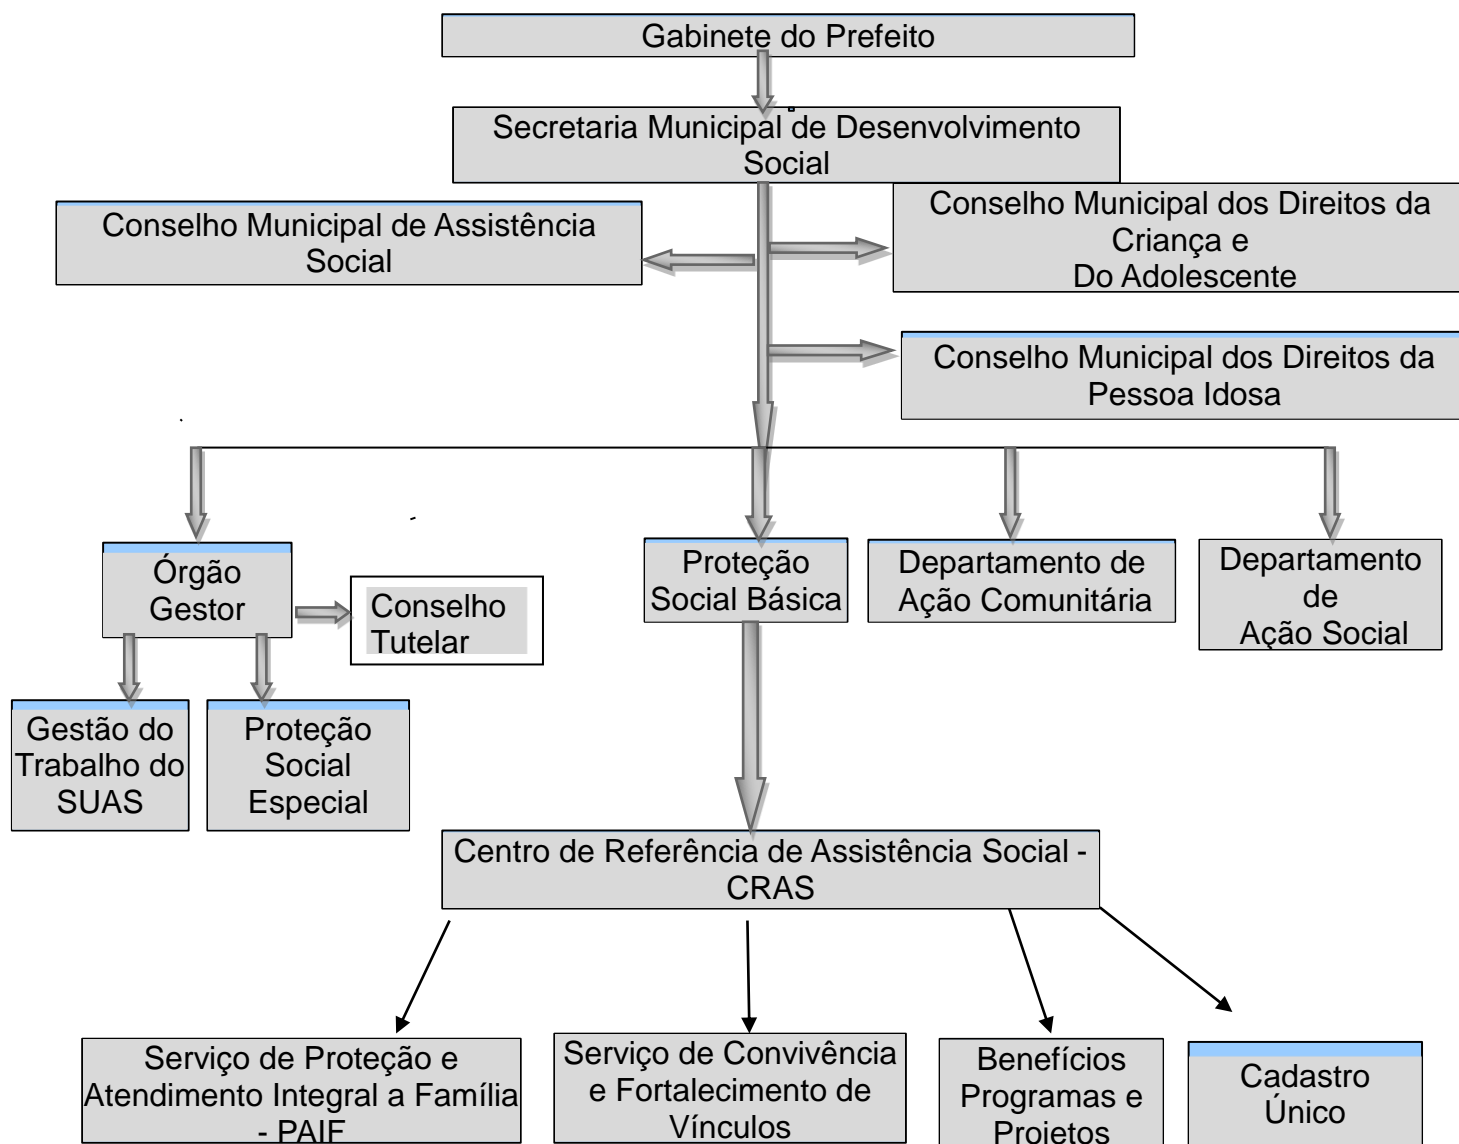 Gabinete do Prefeito
Secretaria Municipal de Desenvolvimento
Social
Conselho Municipal de Assistência
Social
Conselho Municipal dos Direitos da
Criança e
Do Adolescente
Conselho Municipal dos Direitos da
Pessoa Idosa
Órgão
Gestor
Conselho
Tutelar
Proteção
Social Básica
Departamento de
Ação Comunitária
Departamento
de
Ação Social
Gestão do
Trabalho do
SUAS
Proteção
Social
Especial
Centro de Referência de Assistência Social -
CRAS
Serviço de Proteção e
Atendimento Integral a Família
- PAIF
Serviço de Convivência
e Fortalecimento de
Vínculos
Benefícios
Programas e
Projetos
Cadastro
Único